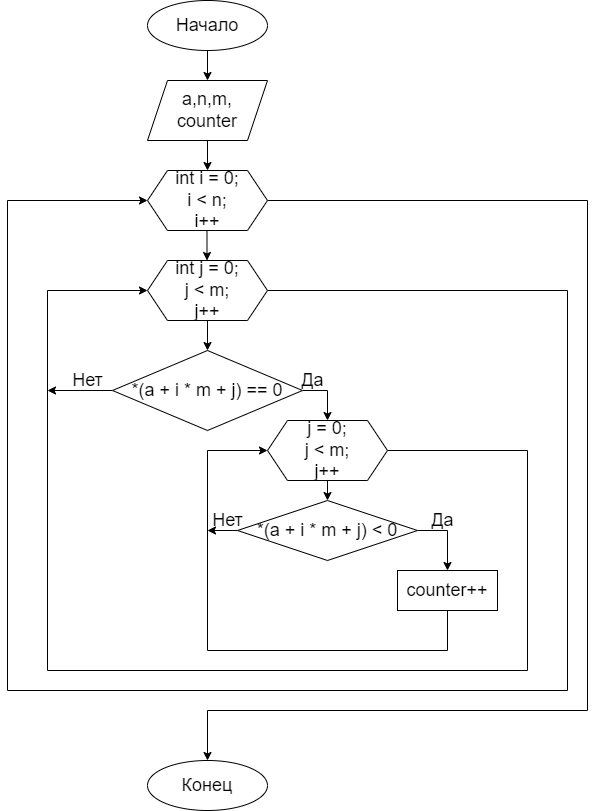 Начало
a,n,m,
counter
int i = 0;
i < n;
i++
int j = 0;
j < m;
j++
Нет
*(a + i * m + j) == 0
Да
j = 0;
j < m;
j++
Нет
*(a + i * m + j) < 0
Да
counter++
Конец